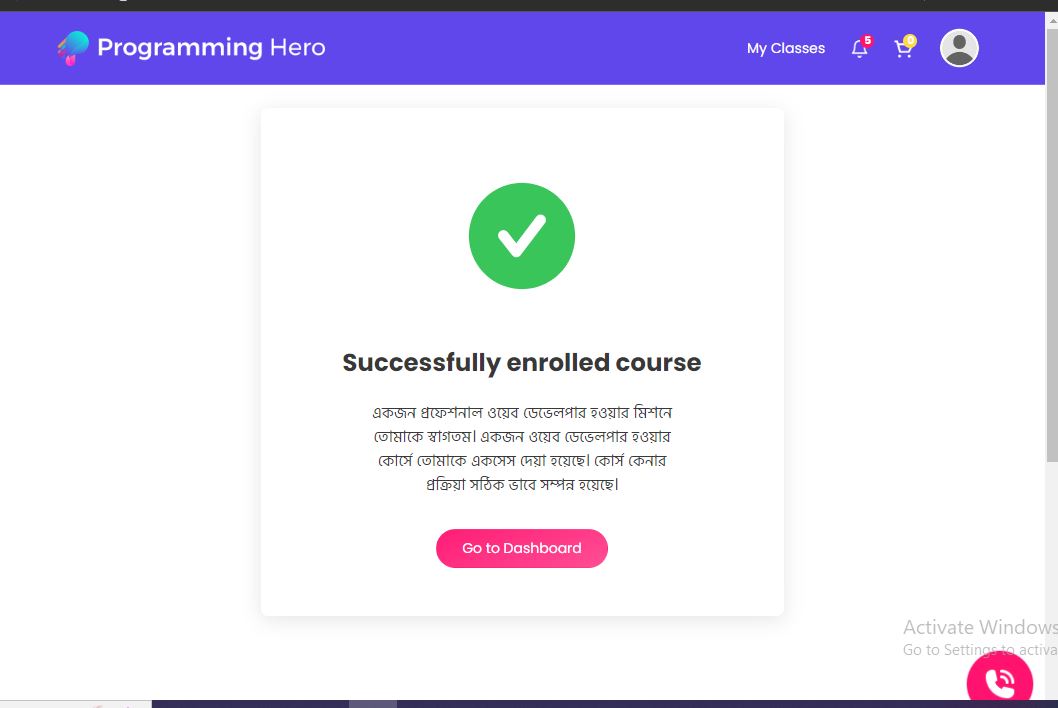 Programming Hero
My Classes
5
0
Successfully enrolled course
একজন প্রফেশনাল ওয়েব ডেভেলপার হওয়ার মিশনে
তোমাকে স্বাগতম। একজন ওয়েব ডেভেলপার হওয়ার
কোর্সে তোমাকে একসেস দেয়া হয়েছে। কোর্স কেনার
প্রক্রিয়া সঠিক ভাবে সম্পন্ন হয়েছে।
Go to Dashboard
Activate Windows
Go to Settings to activa